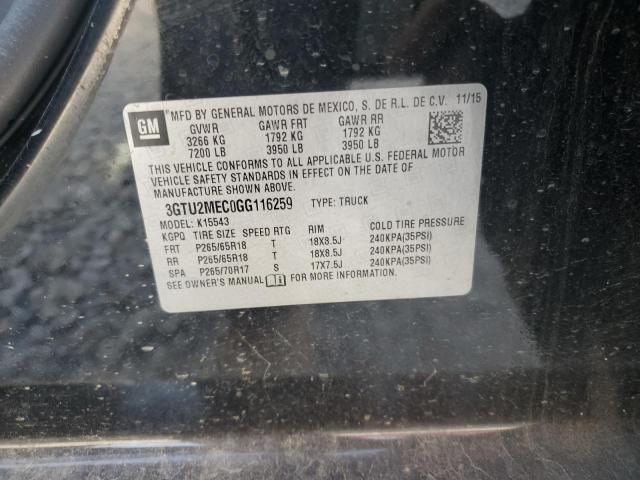 GM
MFD BY GENERAL MOTORS DE MEXICO, S. DE R.L. DE C.V. 11/15
GVWR GAWR FRT GAWR RR
3266 KG 1792 KG 1792 KG
7200 LB 3950 LB 3950 LB
THIS VEHICLE CONFORMS TO ALL APPLICABLE U.S. FEDERAL MOTOR
VEHICLE SAFETY STANDARDS IN EFFECT ON THE DATE OF
MANUFACTURE SHOWN ABOVE.
3GTU2MEC0GG116259 TYPE: TRUCK
MODEL: K15543
KGPQ TIRE SIZE SPEED RTG RIM COLD TIRE PRESSURE
FRT P265/65R18 T 18X8.5J 240KPA(35PSI)
RR P265/65R18 T 18X8.5J 240KPA(35PSI)
SPA P265/70R17 S 17X7.5J 240KPA(35PSI)
SEE OWNER'S MANUAL FOR MORE INFORMATION.